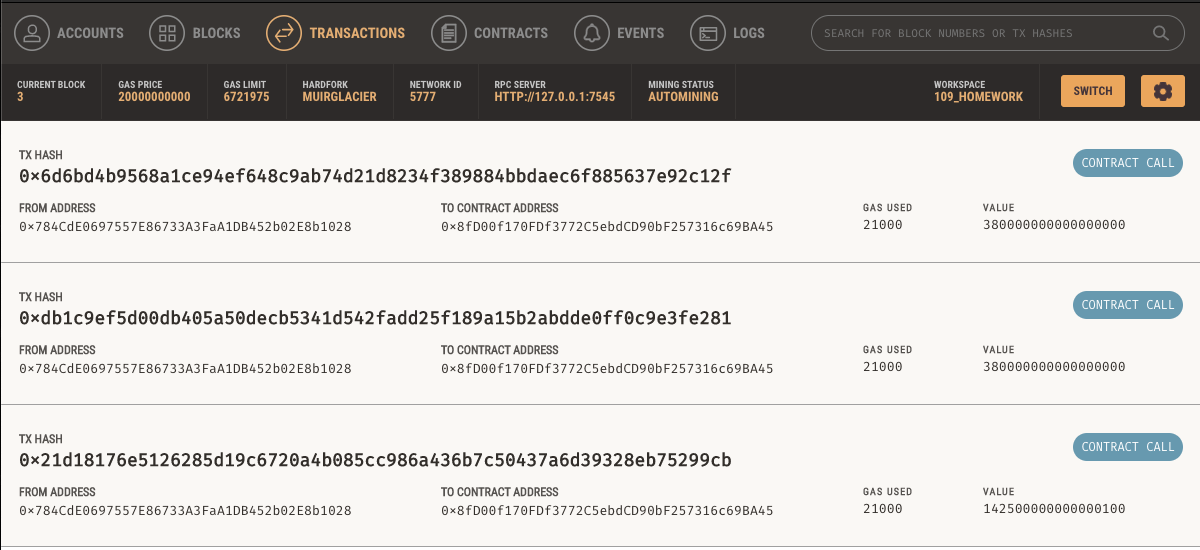 ACCOUNTS BLOCKS TRANSACTIONS CONTRACTS EVENTS LOGS SEARCH FOR BLOCK NUMBERS OR TX HASHES
CURRENT BLOCK GAS PRICE GAS LIMIT HARDFORK NETWORK ID RPC SERVER MINING STATUS WORKSPACE
3 20000000000 6721975 MUIRGLACIER 5777 HTTP://127.0.0.1:7545 AUTOMINING 109_HOMEWORK SWITCH
TX HASH
0×6d6bd4b9568a1ce94ef648c9ab74d21d8234f389884bbdaec6f885637e92c12f CONTRACT CALL
FROM ADDRESS TO CONTRACT ADDRESS GAS USED VALUE
0×784CdE0697557E86733A3FaA1DB452b02E8b1028 0×8fD00f170FDf3772C5ebdCD90bF257316c69BA45 21000 380000000000000000
TX HASH
0×db1c9ef5d00db405a50decb5341d542fadd25f189a15b2abdde0ff0c9e3fe281 CONTRACT CALL
FROM ADDRESS TO CONTRACT ADDRESS GAS USED VALUE
0×784CdE0697557E86733A3FaA1DB452b02E8b1028 0×8fD00f170FDf3772C5ebdCD90bF257316c69BA45 21000 380000000000000000
TX HASH
0×21d18176e5126285d19c6720a4b085cc986a436b7c50437a6d39328eb75299cb CONTRACT CALL
FROM ADDRESS TO CONTRACT ADDRESS GAS USED VALUE
0×784CdE0697557E86733A3FaA1DB452b02E8b1028 0×8fD00f170FDf3772C5ebdCD90bF257316c69BA45 21000 142500000000000100